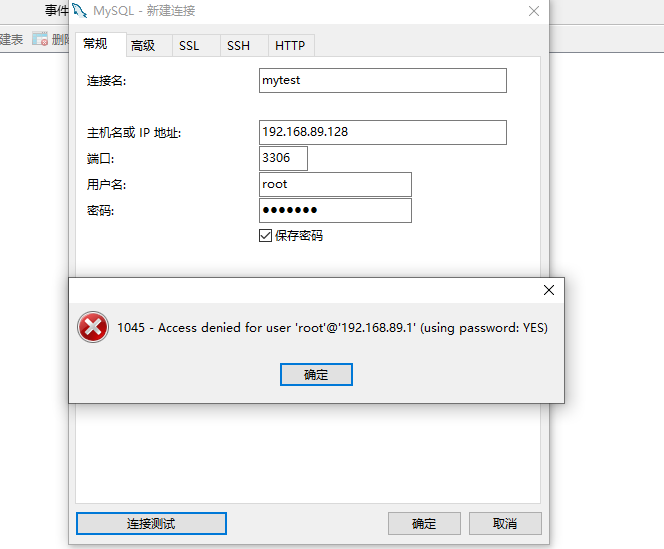 事件
MySQL - 新建连接
建表
常规 高级 SSL SSH HTTP
连接名: mytest
主机名或 IP 地址: 192.168.89.128
端口: 3306
用户名: root
密码: ●●●●●●●
保存密码
1045 - Access denied for user 'root'@'192.168.89.1' (using password: YES)
确定
连接测试 确定 取消